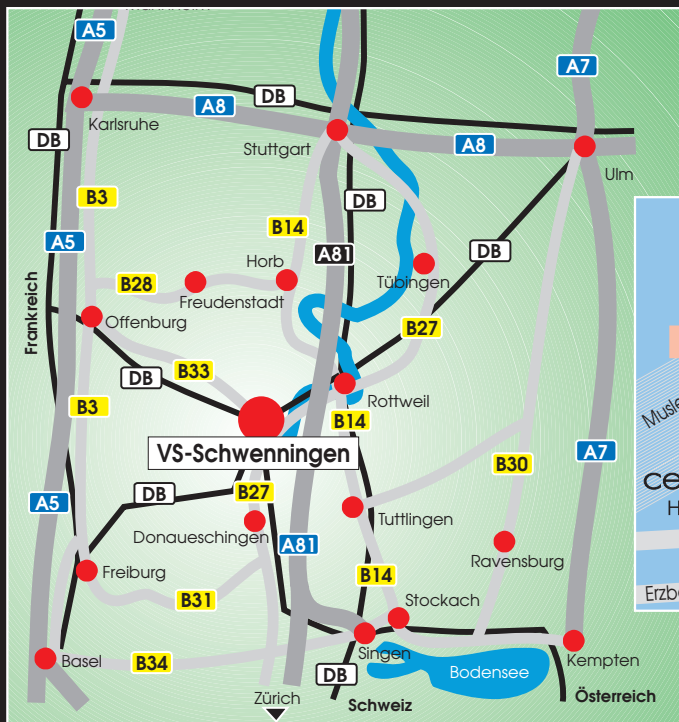 A5
A7
DB
A8
Karlsruhe
DB
Stuttgart
A8
Ulm
B3
DB
A5
B14
A81
DB
Horb
Tübingen
B28
Freudenstadt
Frankreich
Offenburg
B27
B33
DB
Rottweil
B3
B14
Musle
VS-Schwenningen
A7
B30
ce
DB
B27
A5
Tuttlingen
H
Donaueschingen
A81
Ravensburg
Freiburg
B14
B31
Stockach
Erzb
Basel
B34
Singen
Kempten
DB
Bodensee
Zürich
Schweiz
Österreich